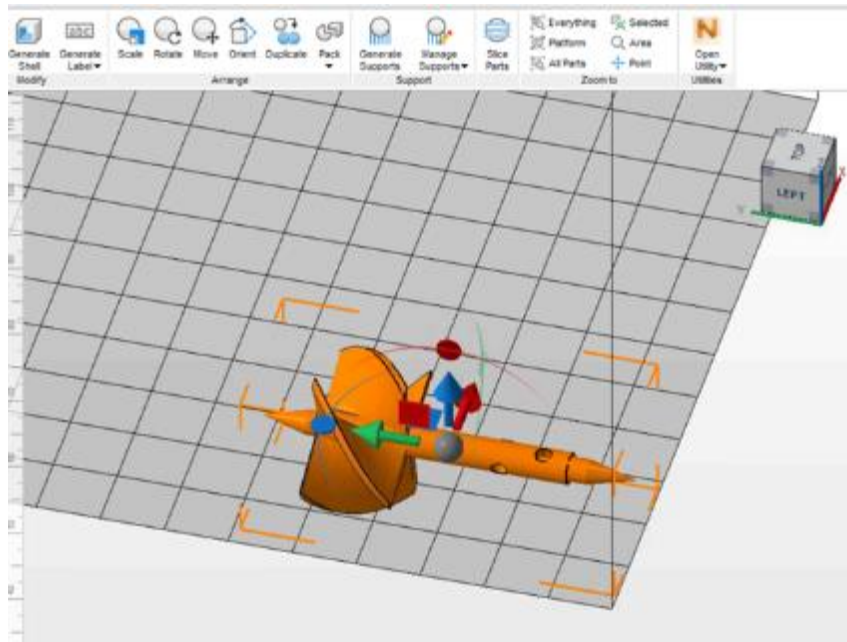 abc
N
Generate Shell
Generate Label
Scale
Rotate
Move
Orient
Duplicate
Pack
Generate Supports
Manage Supports
Slice Parts
Everything
Platform
All Parts
Selected
Area
Point
Open Utility
Modify
Arrange
Support
Zoom to
Utilities
LEFT
Y
X